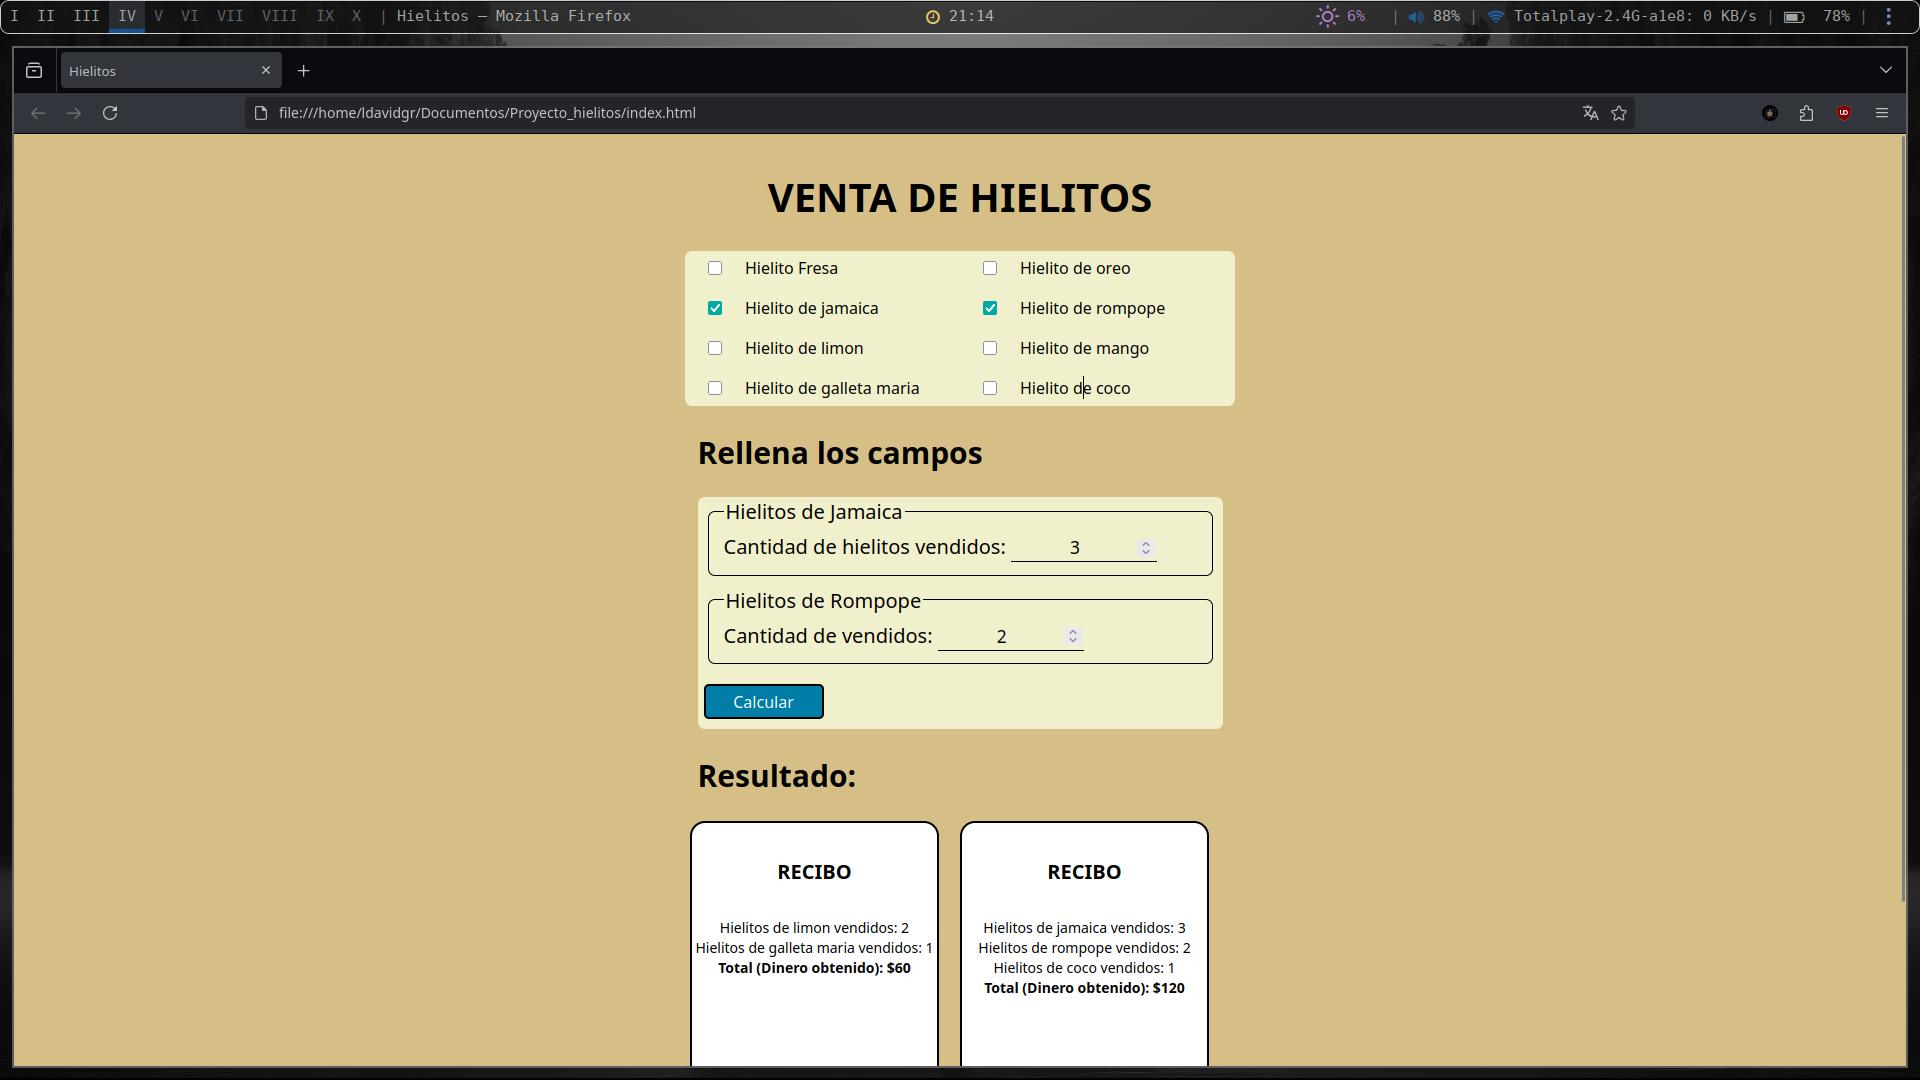 I II III IV V VI VII VIII IX X | Hielitos — Mozilla Firefox 21:14 6% | 88% | Totalplay-2.4G-a1e8: 0 KB/s | 78% |
Hielitos
file:///home/ldavidgr/Documentos/Proyecto_hielitos/index.html
VENTA DE HIELITOS
Hielito Fresa Hielito de oreo
Hielito de jamaica Hielito de rompope
Hielito de limon Hielito de mango
Hielito de galleta maria Hielito de coco
Rellena los campos
Hielitos de Jamaica
Cantidad de hielitos vendidos: 3
Hielitos de Rompope
Cantidad de vendidos: 2
Calcular
Resultado:
RECIBO
Hielitos de limon vendidos: 2
Hielitos de galleta maria vendidos: 1
Total (Dinero obtenido): $60
RECIBO
Hielitos de jamaica vendidos: 3
Hielitos de rompope vendidos: 2
Hielitos de coco vendidos: 1
Total (Dinero obtenido): $120